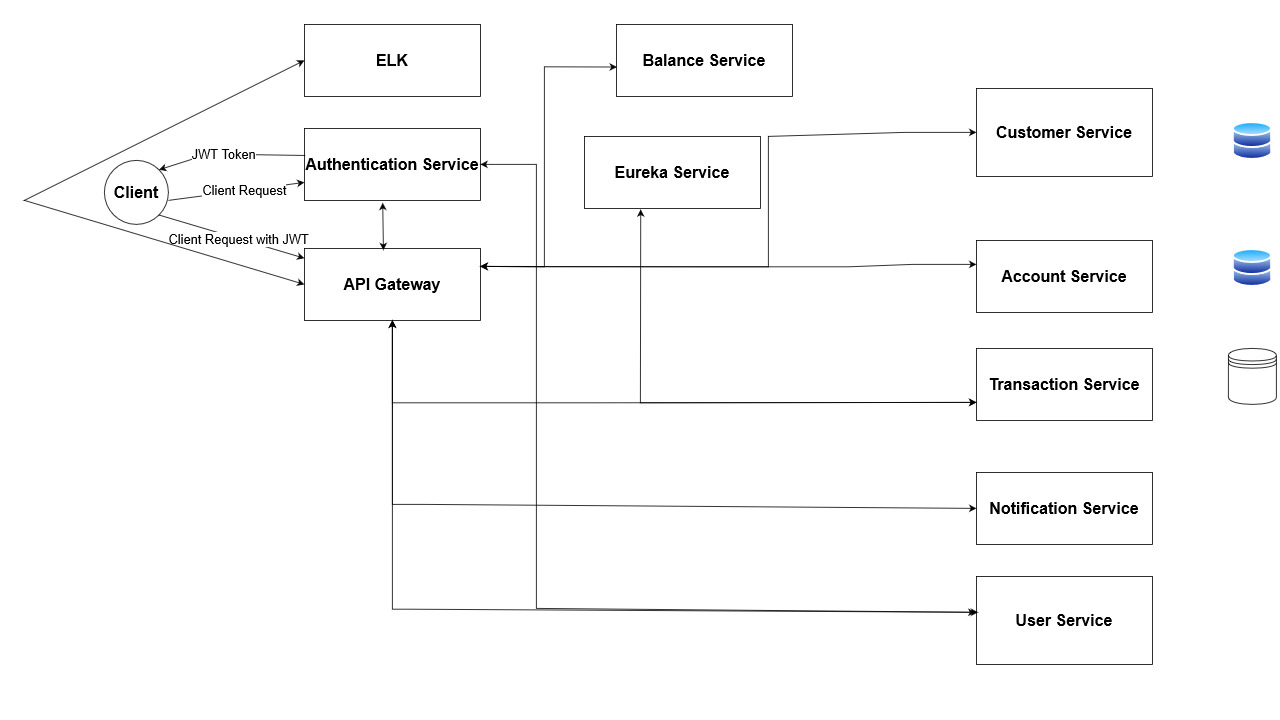 ELK
Balance Service
Customer Service
JWT Token
Authentication Service
Eureka Service
Client
Client Request
Client Request with JWT
API Gateway
Account Service
Transaction Service
Notification Service
User Service